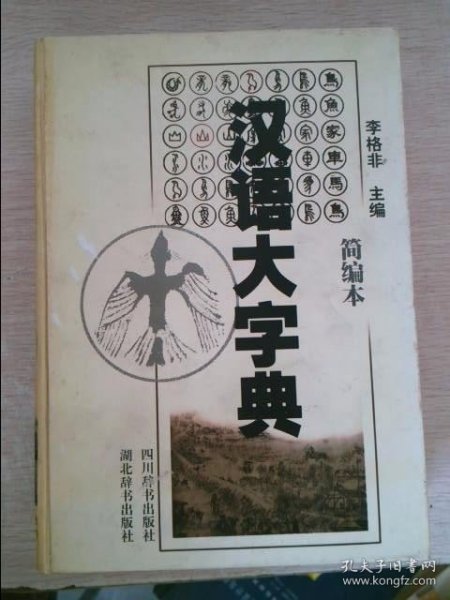 汉语大字典
李格非 主编
简编本
四川辞书出版社
湖北辞书出版社
孔夫子旧书网
www.kongfz.com